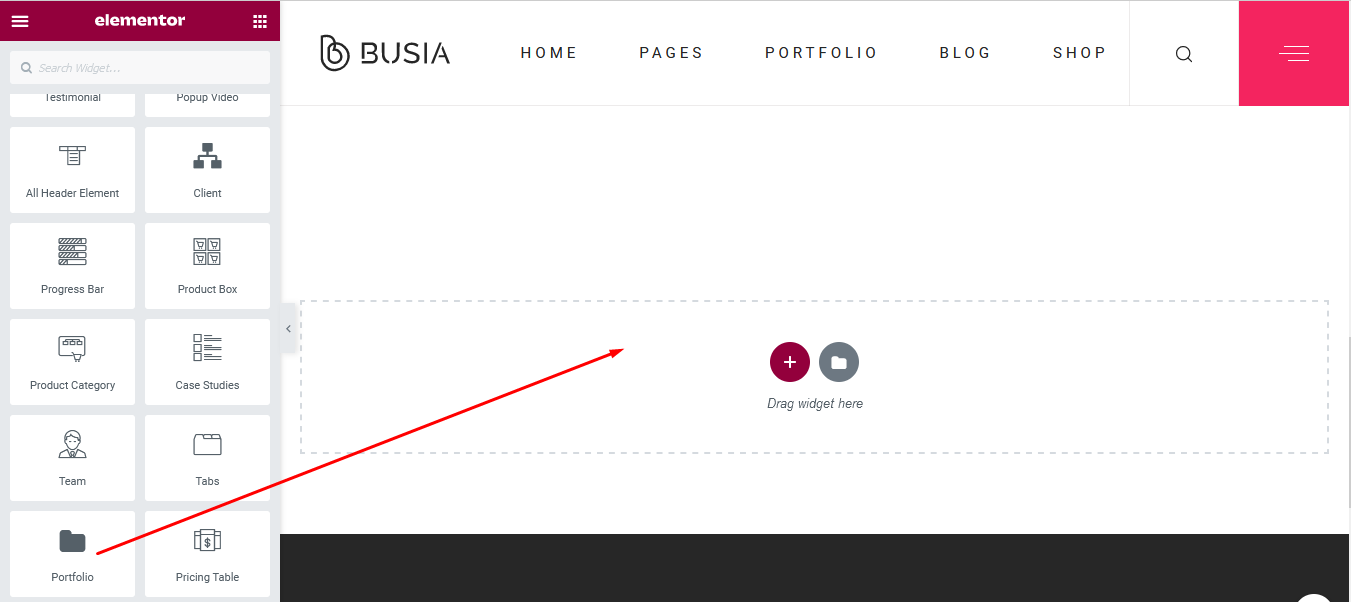 elementor
Search Widget...
Testimonial
Popup Video
All Header Element
Client
Progress Bar
Product Box
Product Category
Case Studies
Team
Tabs
Portfolio
Pricing Table
BUSIA
HOME
PAGES
PORTFOLIO
BLOG
SHOP
Drag widget here